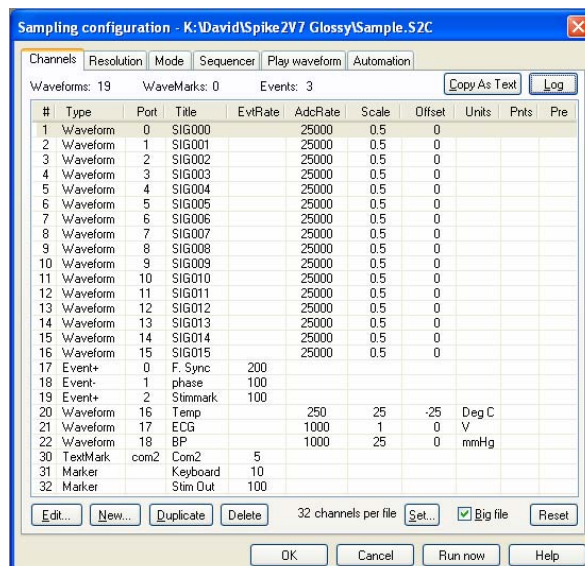 Sampling configuration - K:\David\Spike2V7 Glossy\Sample.S2C
Channels Resolution Mode Sequencer Play waveform Automation
Waveforms: 19 WaveMarks: 0 Events: 3 Copy As Text Log
# Type Port Title EvtRate AdcRate Scale Offset Units Pnts Pre
1 Waveform 0 SIG000 25000 0.5 0
2 Waveform 1 SIG001 25000 0.5 0
3 Waveform 2 SIG002 25000 0.5 0
4 Waveform 3 SIG003 25000 0.5 0
5 Waveform 4 SIG004 25000 0.5 0
6 Waveform 5 SIG005 25000 0.5 0
7 Waveform 6 SIG006 25000 0.5 0
8 Waveform 7 SIG007 25000 0.5 0
9 Waveform 8 SIG008 25000 0.5 0
10 Waveform 9 SIG009 25000 0.5 0
11 Waveform 10 SIG010 25000 0.5 0
12 Waveform 11 SIG011 25000 0.5 0
13 Waveform 12 SIG012 25000 0.5 0
14 Waveform 13 SIG013 25000 0.5 0
15 Waveform 14 SIG014 25000 0.5 0
16 Waveform 15 SIG015 25000 0.5 0
17 Event+ 0 F. Sync 200
18 Event- 1 phase 100
19 Event+ 2 Stimmark 100
20 Waveform 16 Temp 250 25 -25 Deg C
21 Waveform 17 ECG 1000 1 0 V
22 Waveform 18 BP 1000 25 0 mmHg
30 TextMark com2 Com2 5
31 Marker Keyboard 10
32 Marker Stim Out 100
Edit... New... Duplicate Delete 32 channels per file Set... Big file Reset
OK Cancel Run now Help